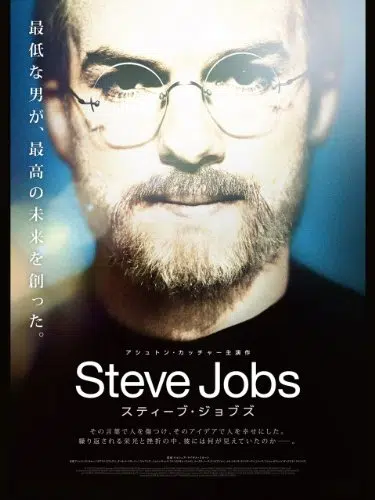 最低な男が、最高の未来を創った。
アシュトン・カッチャー主演作
Steve Jobs
スティーブ・ジョブズ
その言葉で人を傷つけ、そのアイデアで人を幸せにした。
繰り返される栄光と挫折の中、彼には何が見えていたのか——。